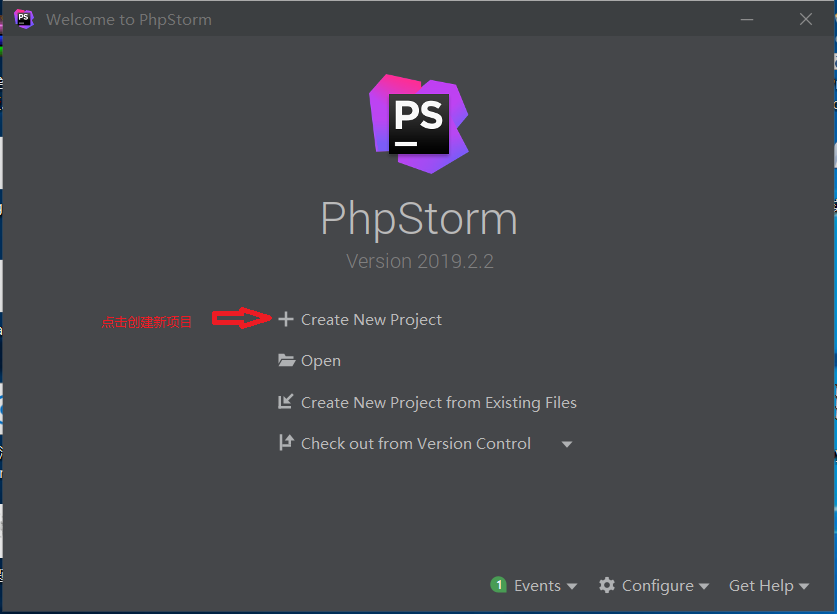 PS Welcome to PhpStorm
PS
PhpStorm
Version 2019.2.2
点击创建新项目 Create New Project
Open
Create New Project from Existing Files
Check out from Version Control
1 Events Configure Get Help